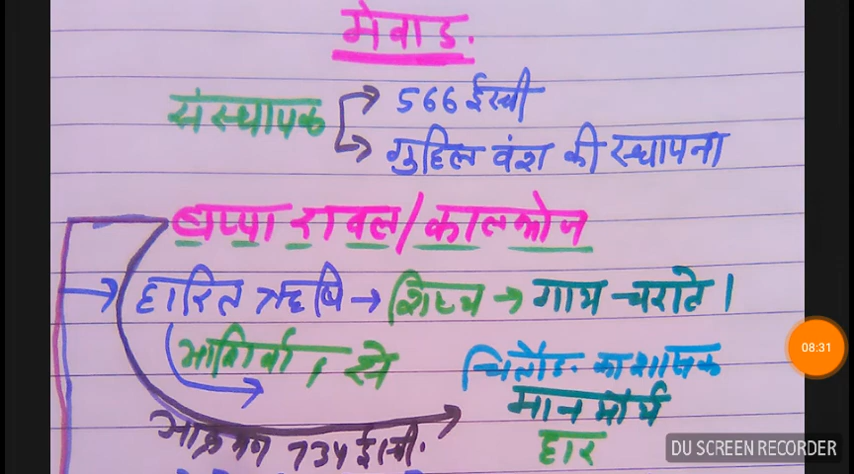 मेवाड.
संस्थापक
566 ईस्वी
गुहिल वंश की स्थापना
बप्पा रावल/कालभोज
हारित ऋषि → शिष्य → गाय चराते।
आशिर्वाद से
चितौड. का शासक
मान मौर्य
हार
आक्रमण 734 ईस्वी.
08:31
DU SCREEN RECORDER